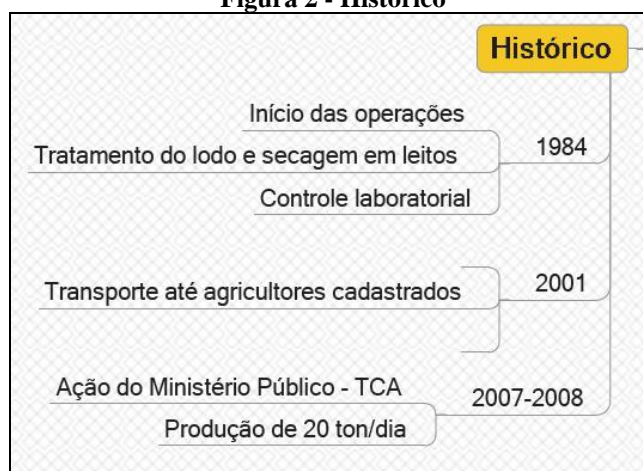 Figura 2 - Histórico
Histórico
Início das operações
Tratamento do lodo e secagem em leitos
1984
Controle laboratorial
Transporte até agricultores cadastrados
2001
Ação do Ministério Público - TCA
2007-2008
Produção de 20 ton/dia